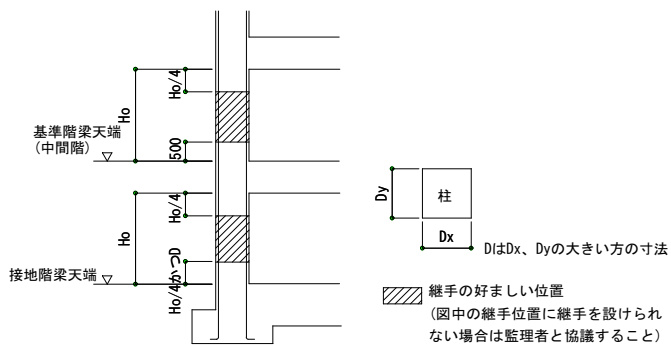 Ho/4
Ho
500
基準階梁天端
(中間階)
Ho/4
Ho
Ho/4かつD
接地階梁天端
Dy
柱
Dx
DはDx、Dyの大きい方の寸法
継手の好ましい位置
(図中の継手位置に継手を設けられ
ない場合は監理者と協議すること)